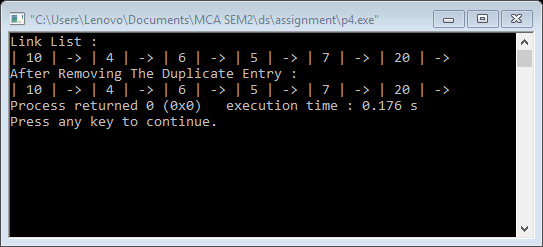 "C:\Users\Lenovo\Documents\MCA SEM2\ds\assignment\p4.exe"
Link List :
| 10 | -> | 4 | -> | 6 | -> | 5 | -> | 7 | -> | 20 | ->
After Removing The Duplicate Entry :
| 10 | -> | 4 | -> | 6 | -> | 5 | -> | 7 | -> | 20 | ->
Process returned 0 (0x0)   execution time : 0.176 s
Press any key to continue.